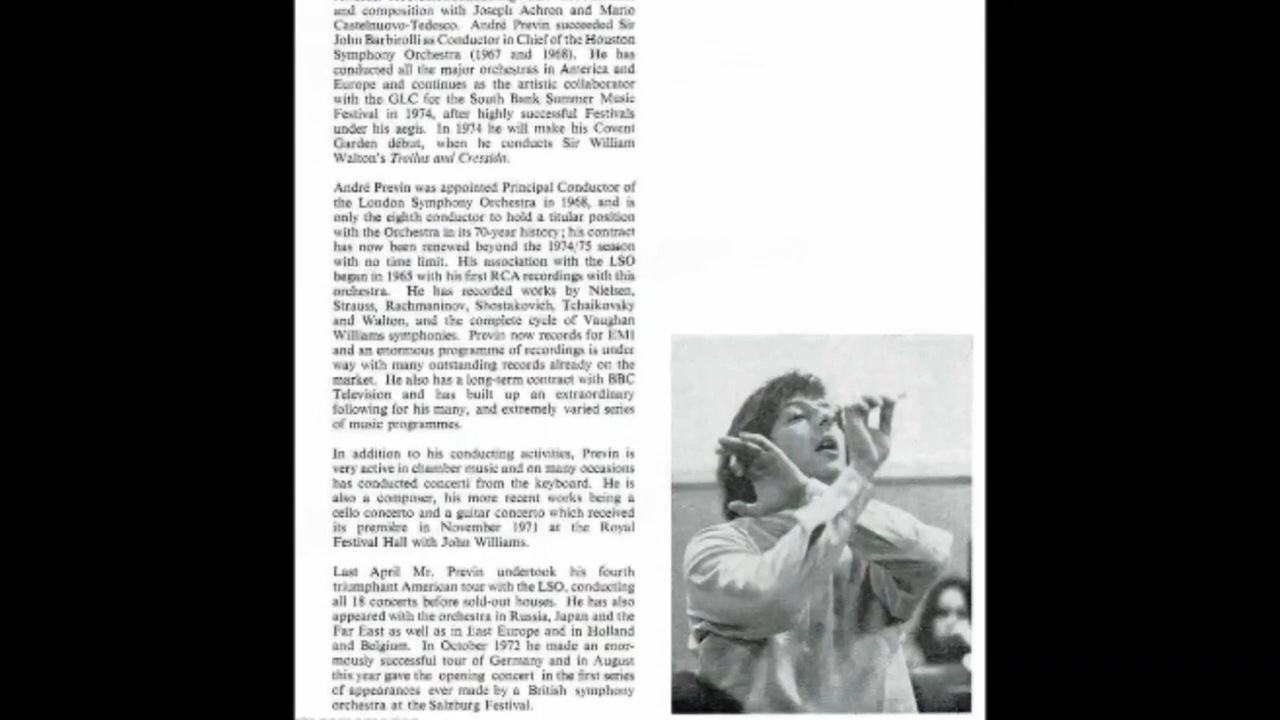 and composition with Joseph Achron and Mario
Castelnuovo-Tedesco. André Previn succeeded Sir
John Barbirolli as Conductor in Chief of the Houston
Symphony Orchestra (1967 and 1968). He has
conducted all the major orchestras in America and
Europe and continues as the artistic collaborator
with the GLC for the South Bank Summer Music
Festival in 1974, after highly successful Festivals
under his aegis. In 1974 he will make his Covent
Garden début, when he conducts Sir William
Walton's Troilus and Cressida.
André Previn was appointed Principal Conductor of
the London Symphony Orchestra in 1968, and is
only the eighth conductor to hold a titular position
with the Orchestra in its 70-year history; his contract
has now been renewed beyond the 1974/75 season
with no time limit. His association with the LSO
began in 1965 with his first RCA recordings with this
orchestra. He has recorded works by Nielsen,
Strauss, Rachmaninov, Shostakovich, Tchaikovsky
and Walton, and the complete cycle of Vaughan
Williams symphonies. Previn now records for EMI
and an enormous programme of recordings is under
way with many outstanding records already on the
market. He also has a long-term contract with BBC
Television and has built up an extraordinary
following for his many, and extremely varied series
of music programmes.
In addition to his conducting activities, Previn is
very active in chamber music and on many occasions
has conducted concerti from the keyboard. He is
also a composer, his more recent works being a
cello concerto and a guitar concerto which received
its première in November 1971 at the Royal
Festival Hall with John Williams.
Last April Mr. Previn undertook his fourth
triumphant American tour with the LSO, conducting
all 18 concerts before sold-out houses. He has also
appeared with the orchestra in Russia, Japan and the
Far East as well as in East Europe and in Holland
and Belgium. In October 1972 he made an enor-
mously successful tour of Germany and in August
this year gave the opening concert in the first series
of appearances ever made by a British symphony
orchestra at the Salzburg Festival.